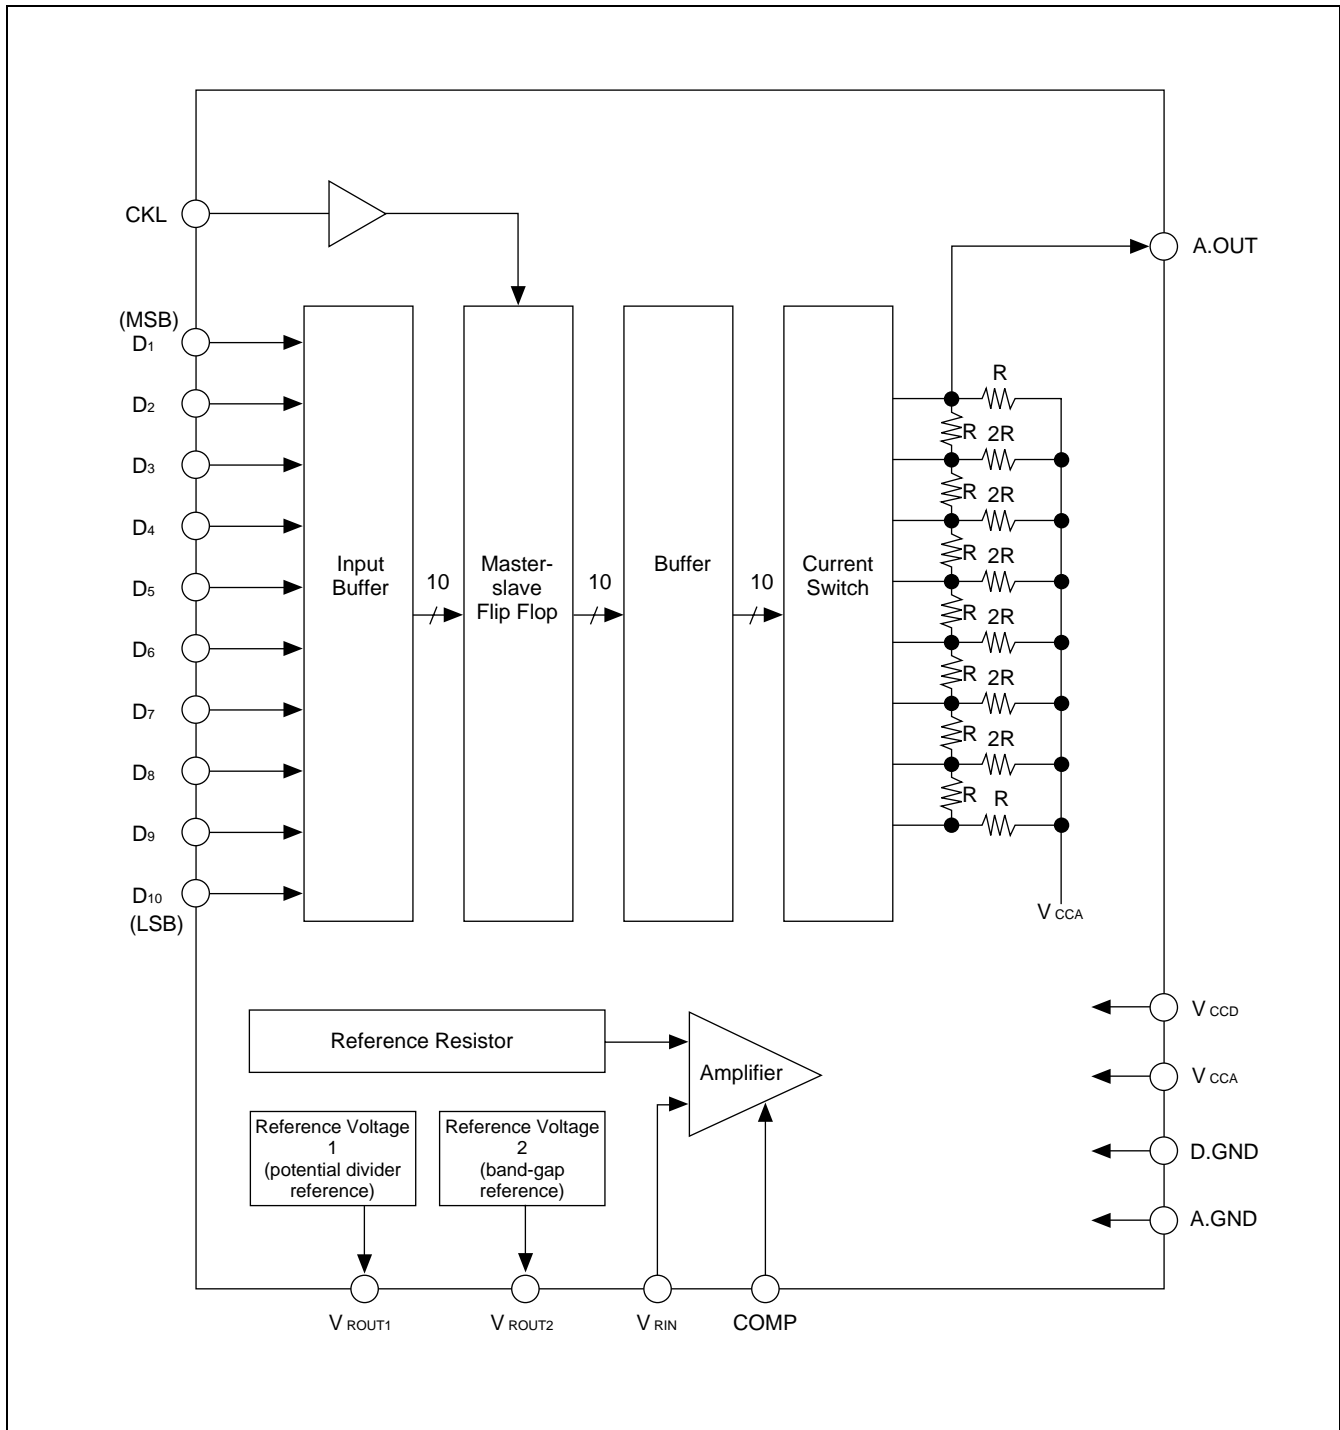 CKL
A.OUT
(MSB)
D1
D2
D3
D4
D5
D6
D7
D8
D9
D10
(LSB)
Input
Buffer
10
Master-
slave
Flip Flop
10
Buffer
10
Current
Switch
R
R 2R
R 2R
R 2R
R 2R
R 2R
R 2R
R R
V CCA
Reference Resistor
Amplifier
Reference Voltage
1
(potential divider
reference)
Reference Voltage
2
(band-gap
reference)
V CCD
V CCA
D.GND
A.GND
V ROUT1
V ROUT2
V RIN
COMP